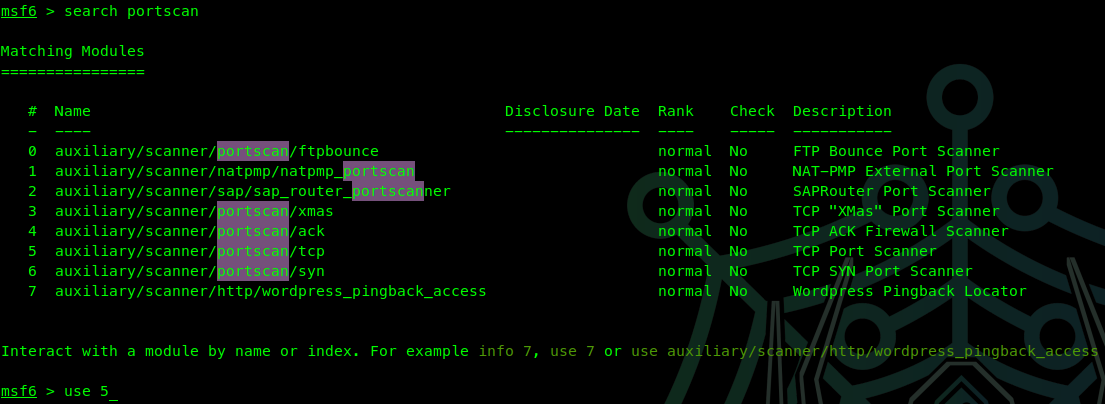 msf6 > search portscan
Matching Modules
================
# Name Disclosure Date Rank Check Description
- ---- --------------- ---- ----- -----------
0 auxiliary/scanner/portscan/ftpbounce normal No FTP Bounce Port Scanner
1 auxiliary/scanner/natpmp/natpmp_portscan normal No NAT-PMP External Port Scanner
2 auxiliary/scanner/sap/sap_router_portscanner normal No SAPRouter Port Scanner
3 auxiliary/scanner/portscan/xmas normal No TCP "XMas" Port Scanner
4 auxiliary/scanner/portscan/ack normal No TCP ACK Firewall Scanner
5 auxiliary/scanner/portscan/tcp normal No TCP Port Scanner
6 auxiliary/scanner/portscan/syn normal No TCP SYN Port Scanner
7 auxiliary/scanner/http/wordpress_pingback_access normal No Wordpress Pingback Locator
Interact with a module by name or index. For example info 7, use 7 or use auxiliary/scanner/http/wordpress_pingback_access
msf6 > use 5_